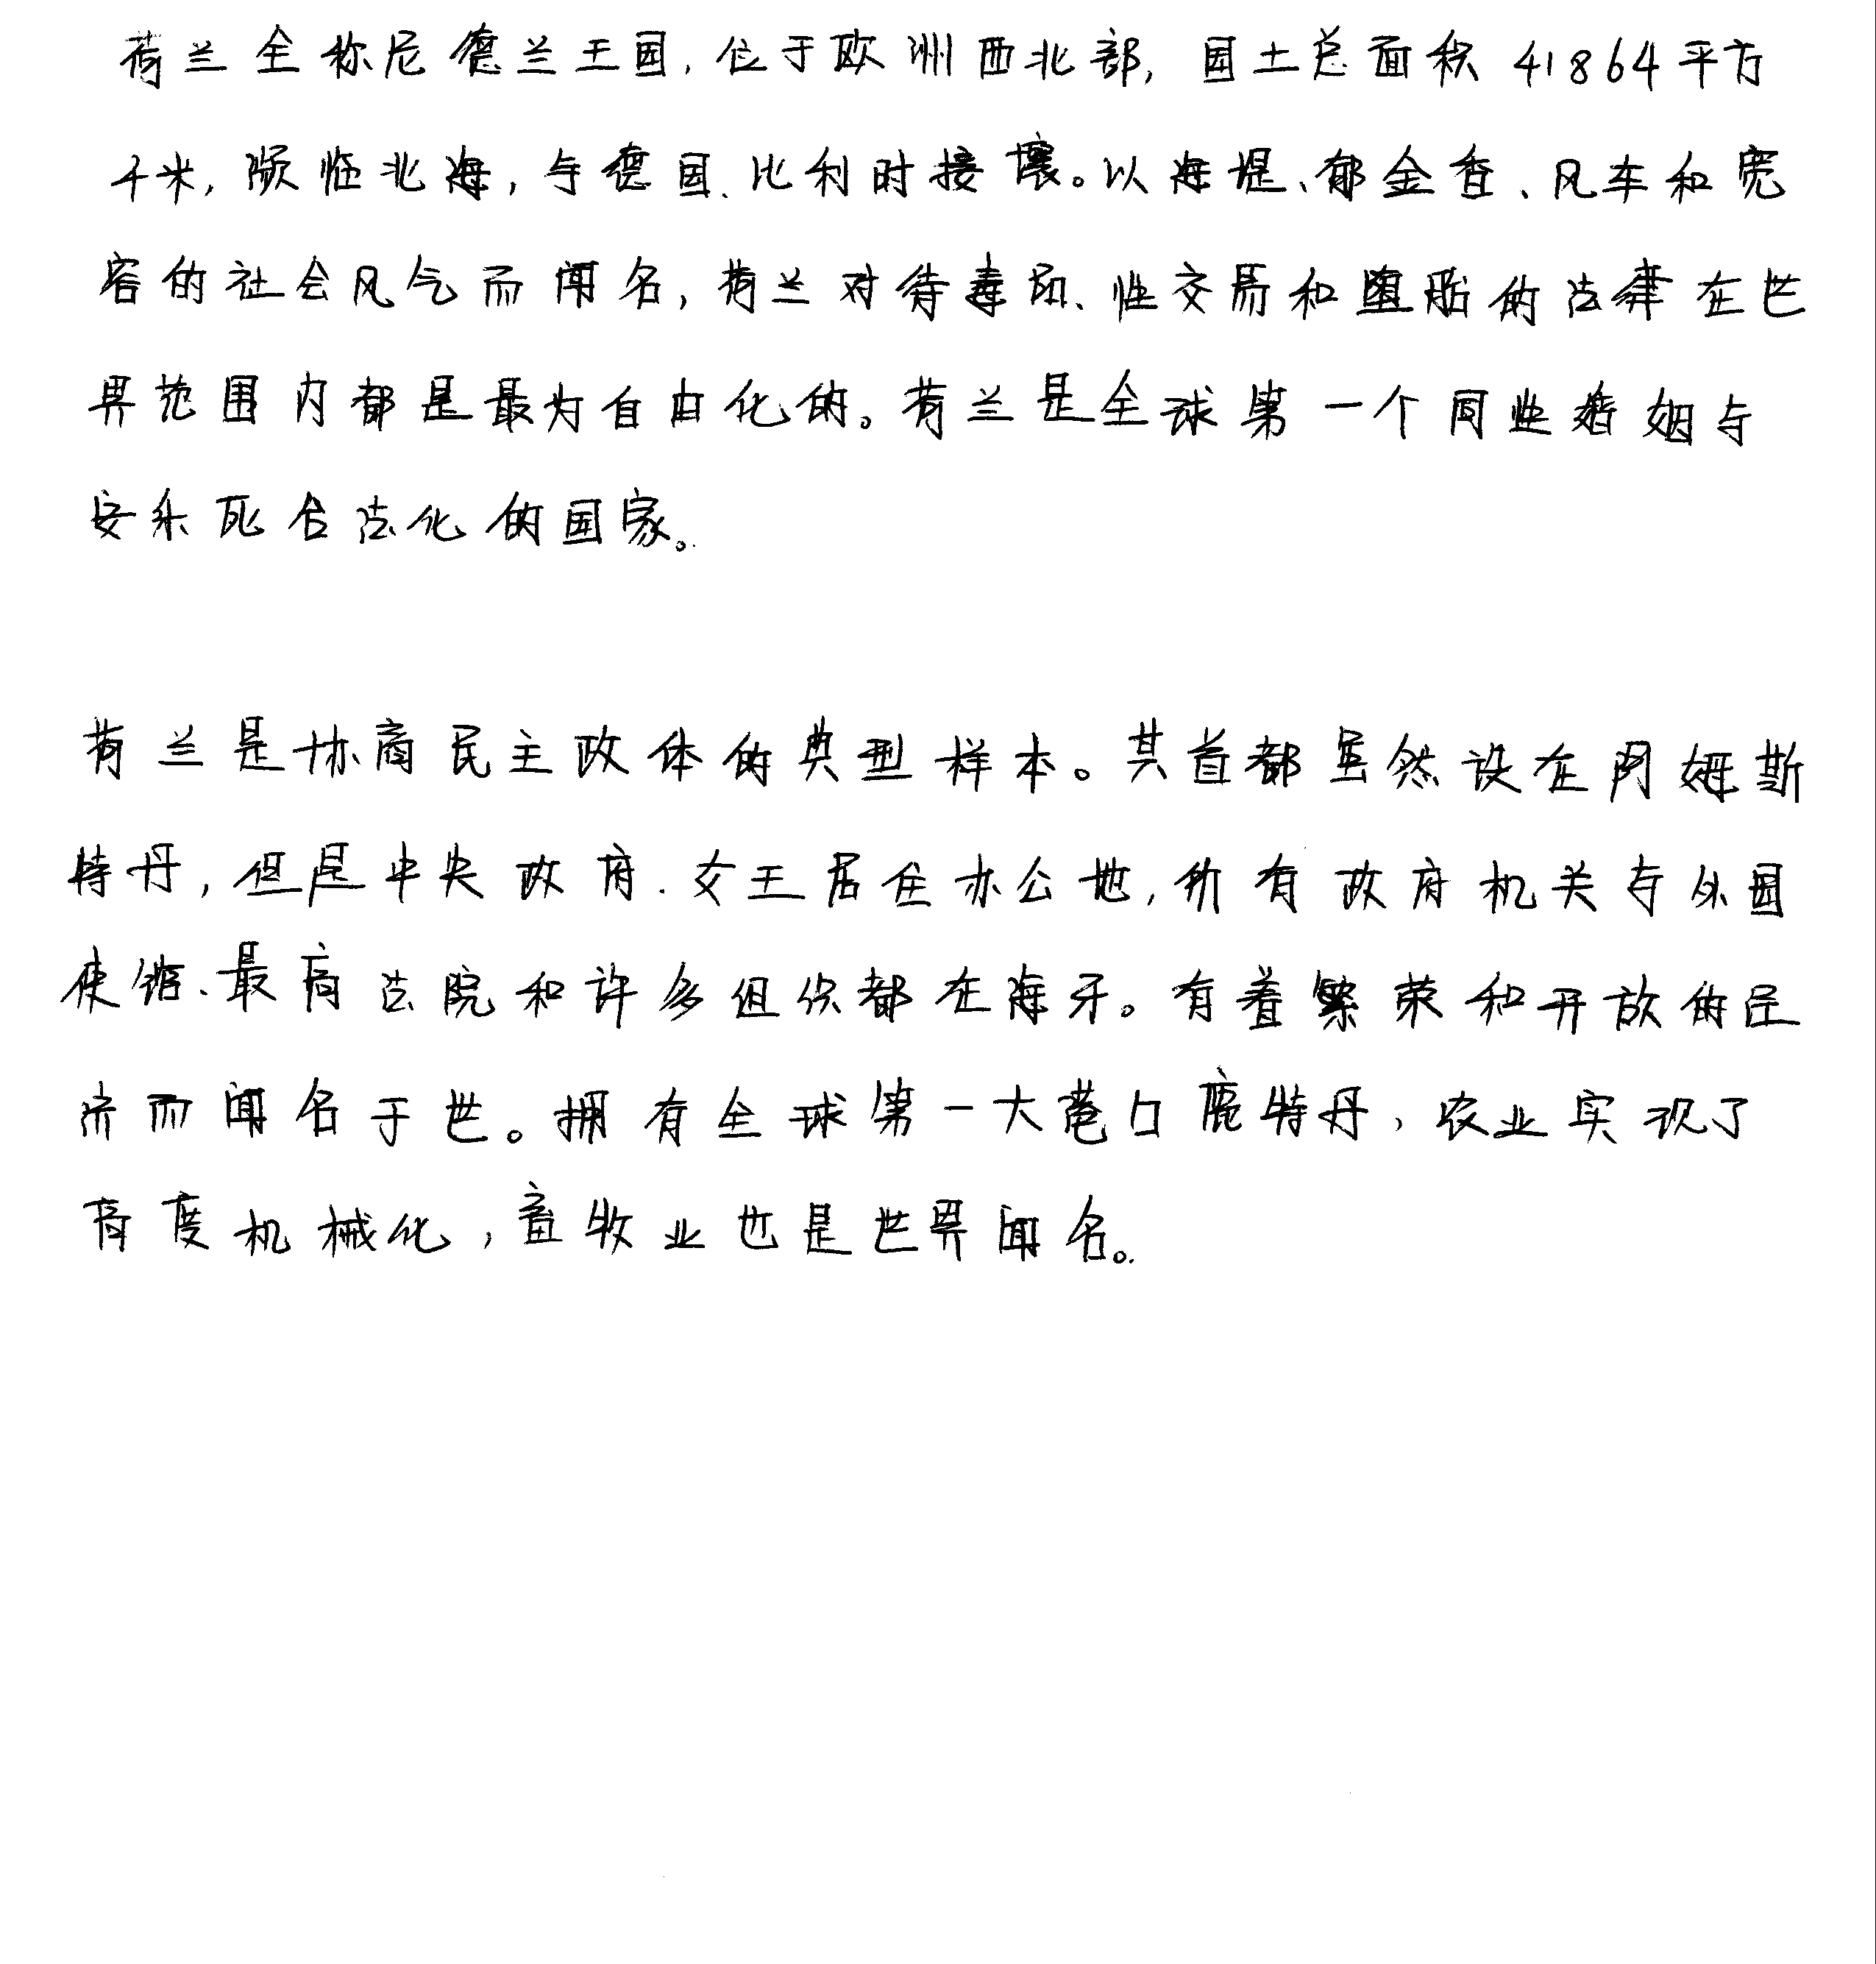 荷兰全称尼德兰王国，位于欧洲西北部，国土总面积41864平方
千米，濒临北海，与德国、比利时接壤。以海堤、郁金香、风车和宽
容的社会风气而闻名，荷兰对待毒品、性交易和堕胎的法律在世
界范围内都是最为自由化的。荷兰是全球第一个同性婚姻与
安乐死合法化的国家。
荷兰是协商民主政体的典型样本。其首都虽然设在阿姆斯
特丹，但是中央政府、女王居住办公地，所有政府机关与外国
使馆、最高法院和许多组织都在海牙。有着繁荣和开放的经
济而闻名于世。拥有全球第一大港口鹿特丹，农业实现了
高度机械化，畜牧业也是世界闻名。